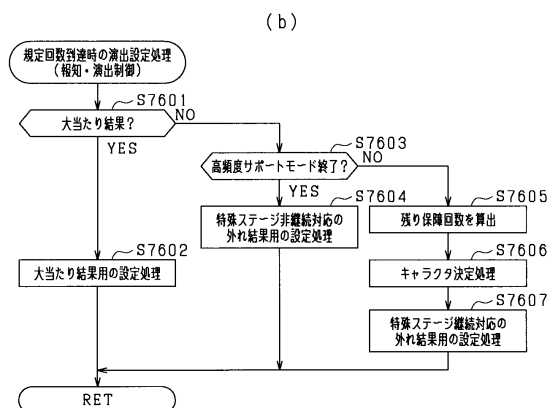 (b)
規定回数到達時の演出設定処理
(報知・演出制御)
S7601
大当たり結果?
NO
YES
S7603
高頻度サポートモード終了?
NO
YES
S7604
特殊ステージ非継続対応の
外れ結果用の設定処理
S7605
残り保障回数を算出
S7606
キャラクタ決定処理
S7602
大当たり結果用の設定処理
S7607
特殊ステージ継続対応の
外れ結果用の設定処理
RET